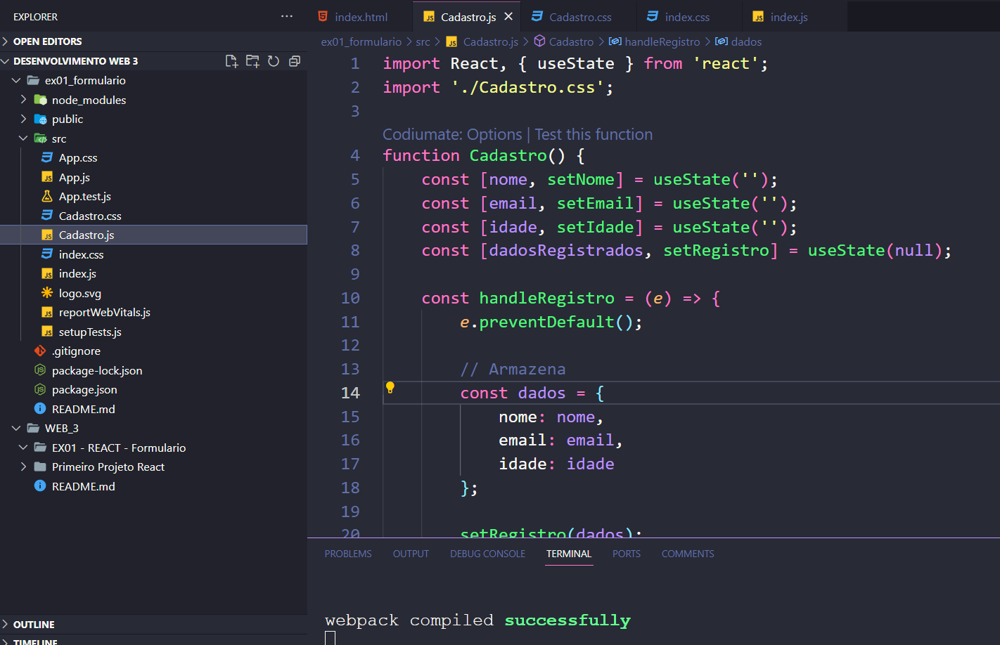 EXPLORER
OPEN EDITORS
DESENVOLVIMENTO WEB 3
ex01_formulario
node_modules
public
src
App.css
App.js
App.test.js
Cadastro.css
Cadastro.js
index.css
index.js
logo.svg
reportWebVitals.js
setupTests.js
.gitignore
package-lock.json
package.json
README.md
WEB_3
EX01 - REACT - Formulario
Primeiro Projeto React
README.md
OUTLINE
TIMELINE
index.html Cadastro.js Cadastro.css index.css index.js
ex01_formulario > src > Cadastro.js > Cadastro > handleRegistro > dados
1 import React, { useState } from 'react';
2 import './Cadastro.css';
3
Codiumate: Options | Test this function
4 function Cadastro() {
5 const [nome, setNome] = useState('');
6 const [email, setEmail] = useState('');
7 const [idade, setIdade] = useState('');
8 const [dadosRegistrados, setRegistro] = useState(null);
9
10 const handleRegistro = (e) => {
11 e.preventDefault();
12
13 // Armazena
14 const dados = {
15 nome: nome,
16 email: email,
17 idade: idade
18 };
19
20 setRegistro(dados);
PROBLEMS OUTPUT DEBUG CONSOLE TERMINAL PORTS COMMENTS
webpack compiled successfully